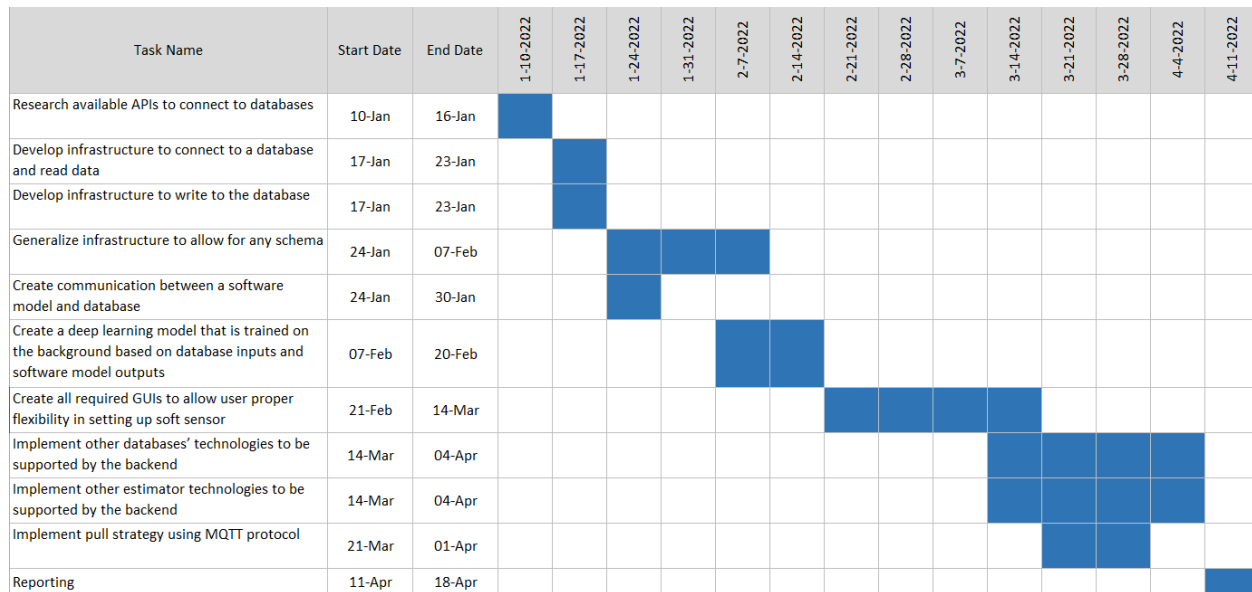 Task Name Start Date End Date 1-10-2022 1-17-2022 1-24-2022 1-31-2022 2-7-2022 2-14-2022 2-21-2022 2-28-2022 3-7-2022 3-14-2022 3-21-2022 3-28-2022 4-4-2022 4-11-2022
Research available APIs to connect to databases
10-Jan 16-Jan
Develop infrastructure to connect to a database
and read data
17-Jan 23-Jan
Develop infrastructure to write to the database
17-Jan 23-Jan
Generalize infrastructure to allow for any schema
24-Jan 07-Feb
Create communication between a software
model and database
24-Jan 30-Jan
Create a deep learning model that is trained on
the background based on database inputs and
software model outputs
07-Feb 20-Feb
Create all required GUIs to allow user proper
flexibility in setting up soft sensor
21-Feb 14-Mar
Implement other databases’ technologies to be
supported by the backend
14-Mar 04-Apr
Implement other estimator technologies to be
supported by the backend
14-Mar 04-Apr
Implement pull strategy using MQTT protocol
21-Mar 01-Apr
Reporting 11-Apr 18-Apr